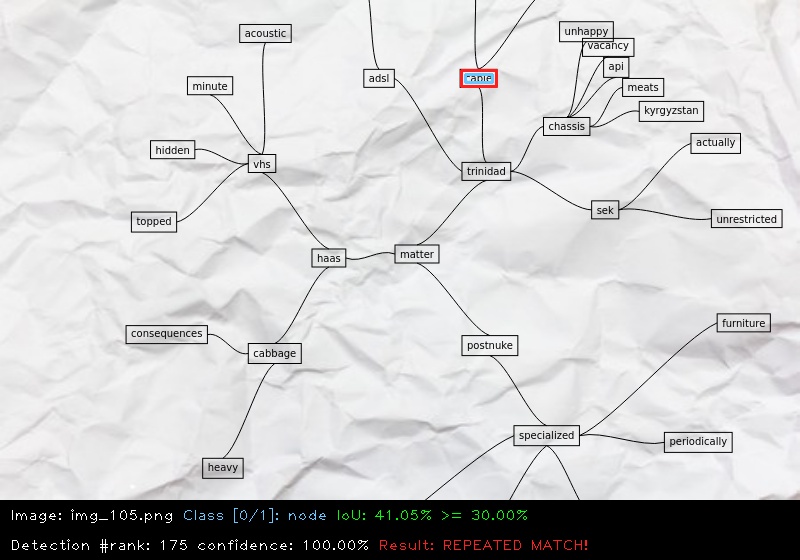 unhappy
acoustic
vacancy
api
adsl
minute
meats
kyrgyzstan
chassis
actually
hidden
vhs
trinidad
sek
topped
unrestricted
haas
matter
furniture
consequences
postnuke
cabbage
specialized
periodically
heavy
Image: img_105.png Class [0/1]: node IoU: 41.05% >= 30.00%
Detection #rank: 175 confidence: 100.00% Result: REPEATED MATCH!